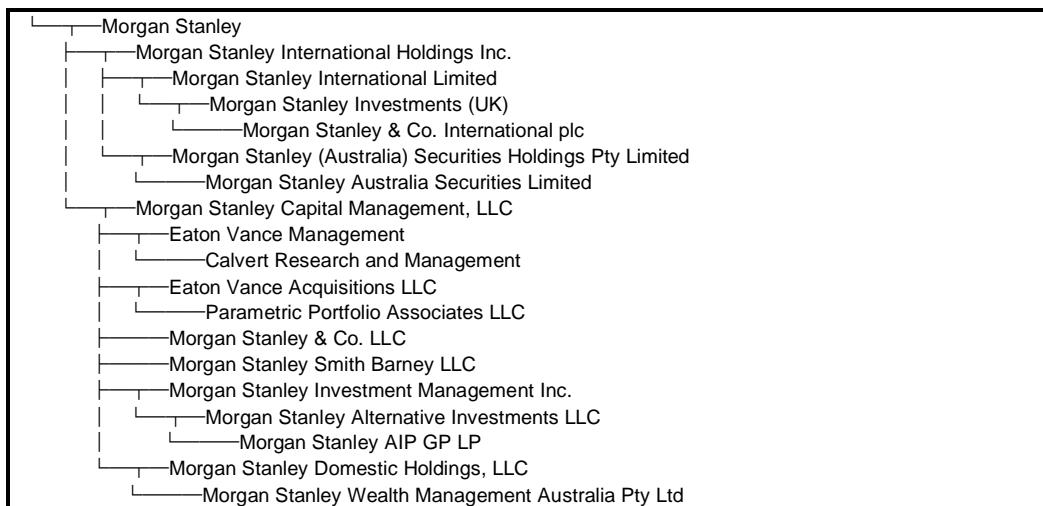 Morgan Stanley
Morgan Stanley International Holdings Inc.
Morgan Stanley International Limited
Morgan Stanley Investments (UK)
Morgan Stanley & Co. International plc
Morgan Stanley (Australia) Securities Holdings Pty Limited
Morgan Stanley Australia Securities Limited
Morgan Stanley Capital Management, LLC
Eaton Vance Management
Calvert Research and Management
Eaton Vance Acquisitions LLC
Parametric Portfolio Associates LLC
Morgan Stanley & Co. LLC
Morgan Stanley Smith Barney LLC
Morgan Stanley Investment Management Inc.
Morgan Stanley Alternative Investments LLC
Morgan Stanley AIP GP LP
Morgan Stanley Domestic Holdings, LLC
Morgan Stanley Wealth Management Australia Pty Ltd